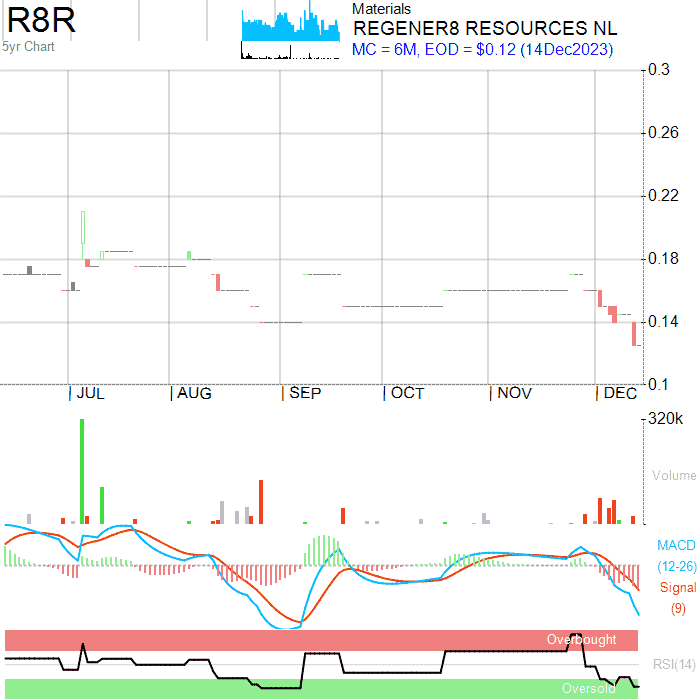 R8R
5yr Chart
Materials
REGENER8 RESOURCES NL
MC = 6M, EOD = $0.12 (14Dec2023)
0.3
0.26
0.22
0.18
0.14
0.1
JUL AUG SEP OCT NOV DEC
320k
Volume
MACD
(12-26)
Signal
(9)
Overbought
RSI(14)
Oversold